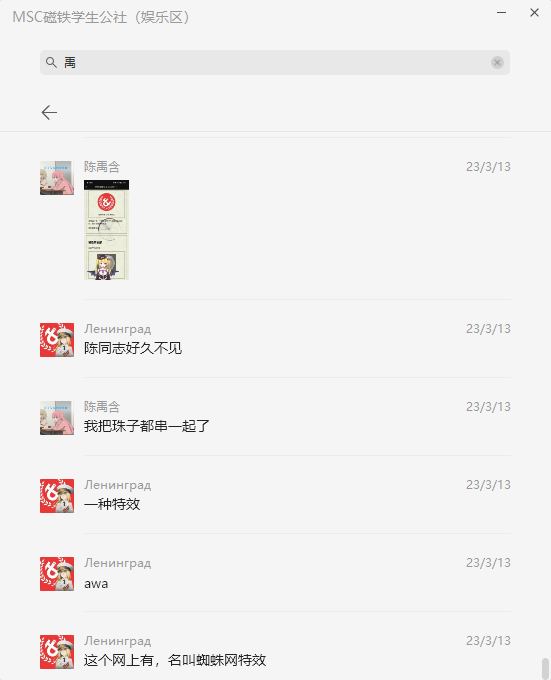 MSC磁铁学生公社（娱乐区）
禹
陈禹含
23/3/13
Ленинград
23/3/13
陈同志好久不见
陈禹含
23/3/13
我把珠子都串一起了
Ленинград
23/3/13
一种特效
Ленинград
23/3/13
awa
Ленинград
23/3/13
这个网上有，名叫蜘蛛网特效